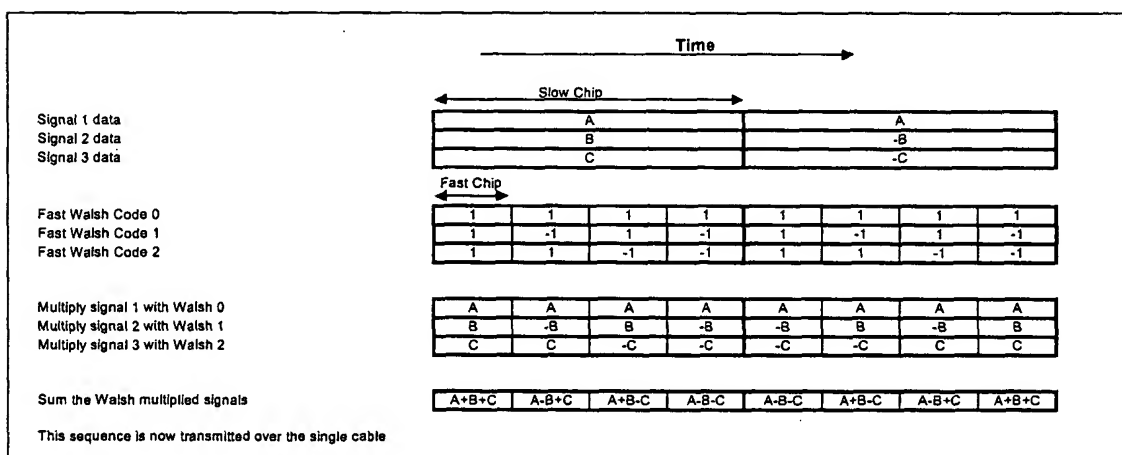 Time
Slow Chip
Signal 1 data A A
Signal 2 data B -B
Signal 3 data C -C
Fast Chip
Fast Walsh Code 0 1 1 1 1 1 1 1 1
Fast Walsh Code 1 1 -1 1 -1 1 -1 1 -1
Fast Walsh Code 2 1 1 -1 -1 1 1 -1 -1
Multiply signal 1 with Walsh 0 A A A A A A A A
Multiply signal 2 with Walsh 1 B -B B -B -B B -B B
Multiply signal 3 with Walsh 2 C C -C -C -C -C C C
Sum the Walsh multiplied signals A+B+C A-B+C A+B-C A-B-C A-B-C A+B-C A-B+C A+B+C
This sequence is now transmitted over the single cable